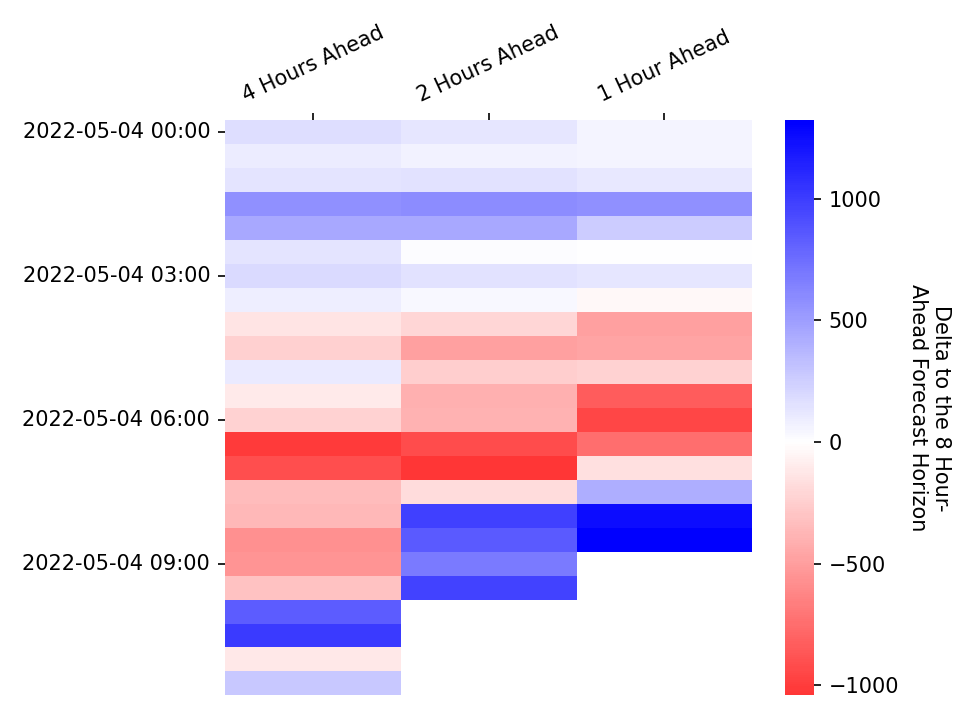 4 Hours Ahead
2 Hours Ahead
1 Hour Ahead
2022-05-04 00:00
2022-05-04 03:00
2022-05-04 06:00
2022-05-04 09:00
1000
500
0
−500
−1000
Delta to the 8 Hour-
Ahead Forecast Horizon